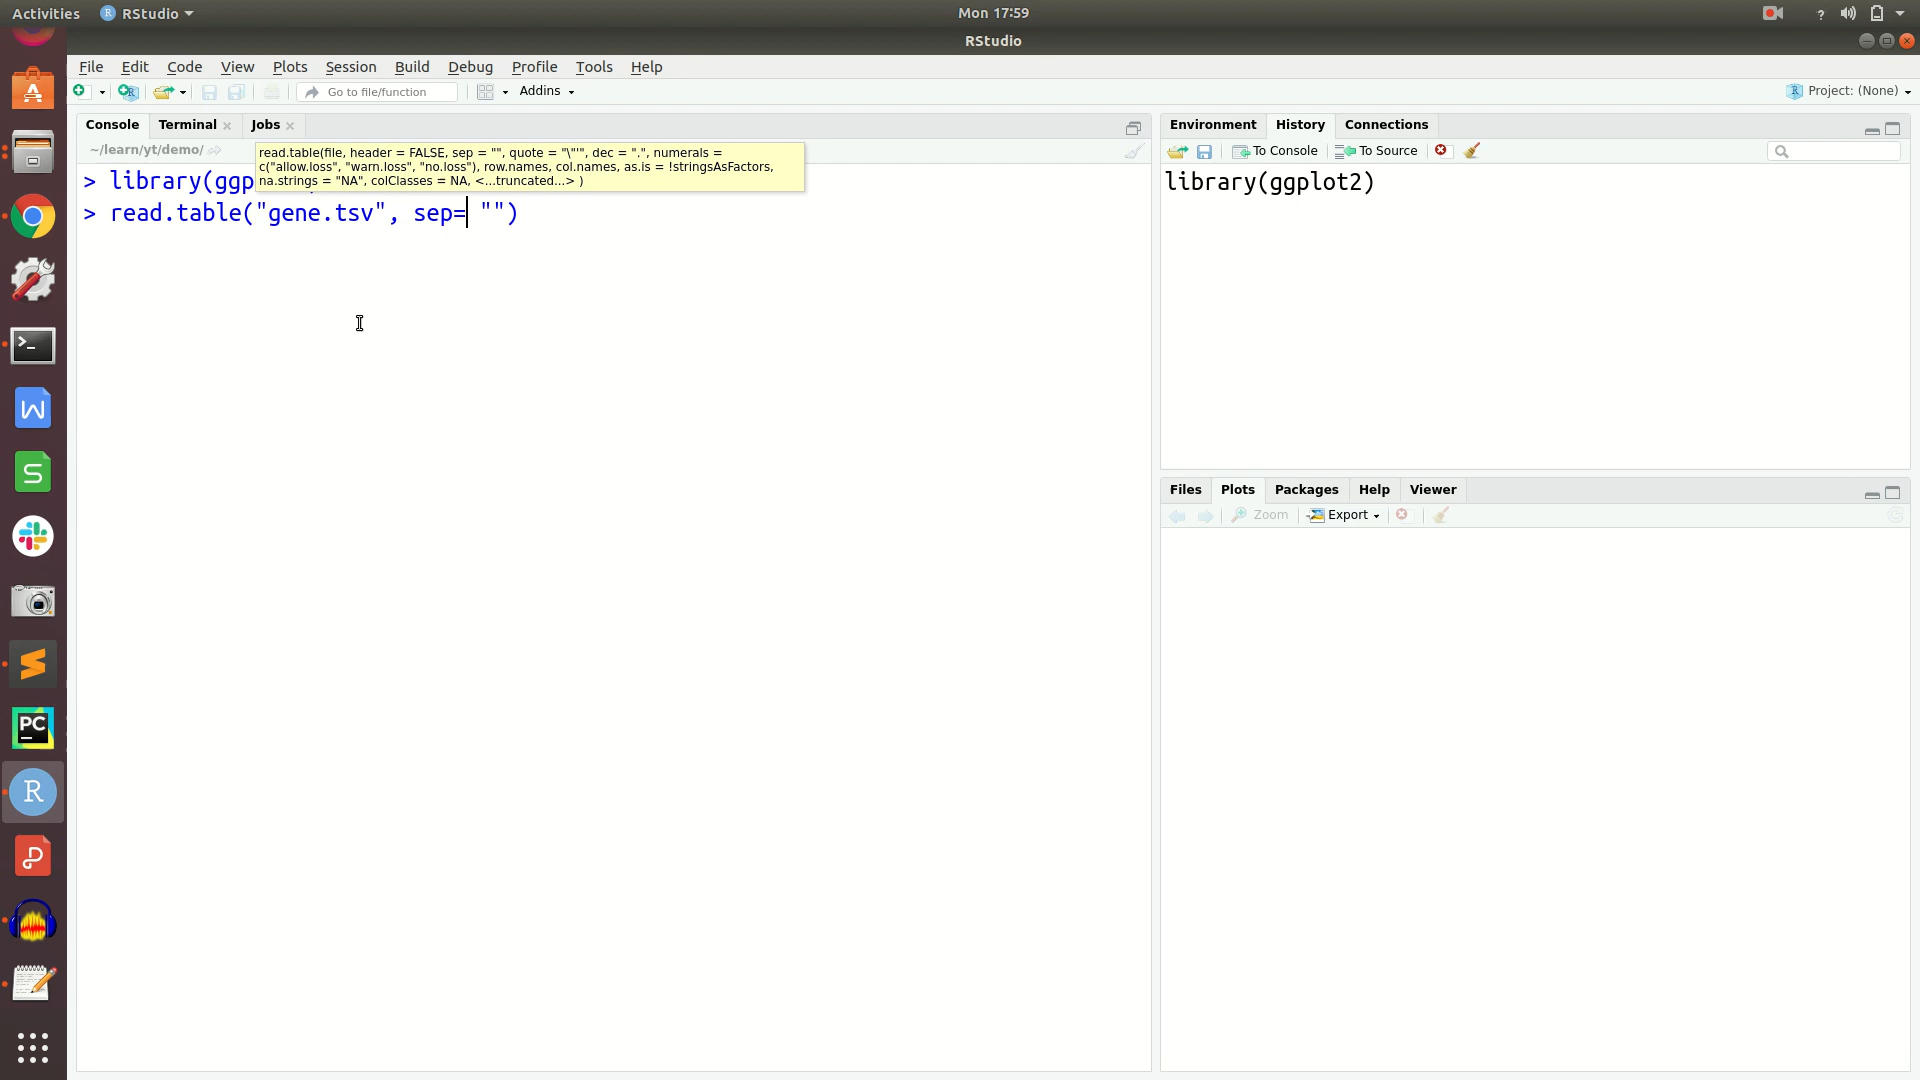 Activities RStudio Mon 17:59 ?
RStudio
File Edit Code View Plots Session Build Debug Profile Tools Help
Go to file/function Addins Project: (None)
Console Terminal Jobs
~/learn/yt/demo/
read.table(file, header = FALSE, sep = "", quote = "\"'", dec = ".", numerals =
c("allow.loss", "warn.loss", "no.loss"), row.names, col.names, as.is = !stringsAsFactors,
na.strings = "NA", colClasses = NA, <...truncated...> )
> library(ggp
> read.table("gene.tsv", sep= "")
Environment History Connections
To Console To Source
library(ggplot2)
Files Plots Packages Help Viewer
Zoom Export
A
>_
W
S
PC
R
P